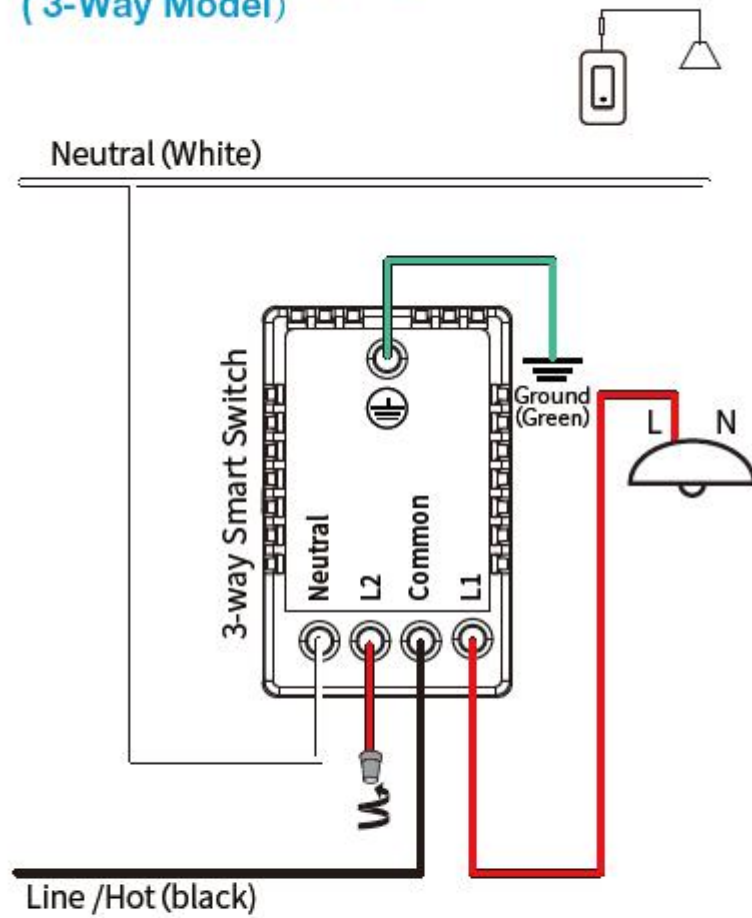 ( 3-Way Model)
Neutral (White)
3-way Smart Switch
Ground
(Green)
L N
Neutral
L2
Common
L1
Line /Hot (black)